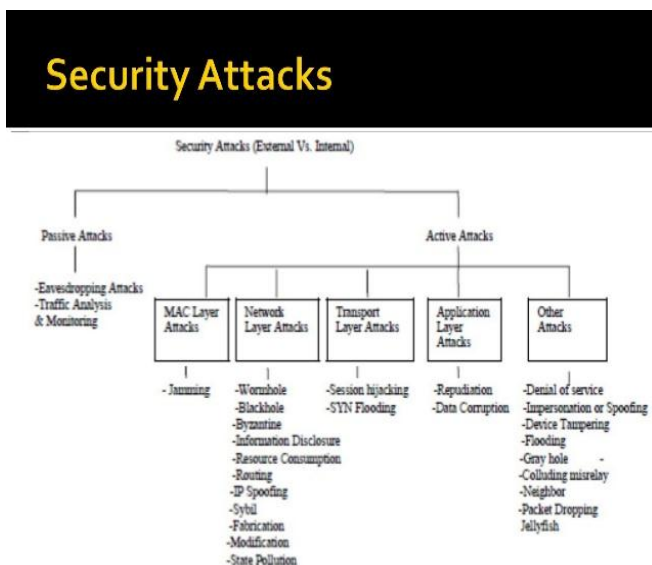 Security Attacks
Security Attacks (External Vs. Internal)
Passive Attacks
-Eavesdropping Attacks
-Traffic Analysis
& Monitoring
Active Attacks
MAC Layer
Attacks
- Jamming
Network
Layer Attacks
-Wormhole
-Blackhole
-Byzantine
-Information Disclosure
-Resource Consumption
-Routing
-IP Spoofing
-Sybil
-Fabrication
-Modification
-State Pollution
Transport
Layer Attacks
-Session hijacking
-SYN Flooding
Application
Layer
Attacks
-Repudiation
-Data Corruption
Other
Attacks
-Denial of service
-Impersonation or Spoofing
-Device Tampering
-Flooding
-Gray hole -
-Colluding misrelay
-Neighbor
-Packet Dropping
Jellyfish